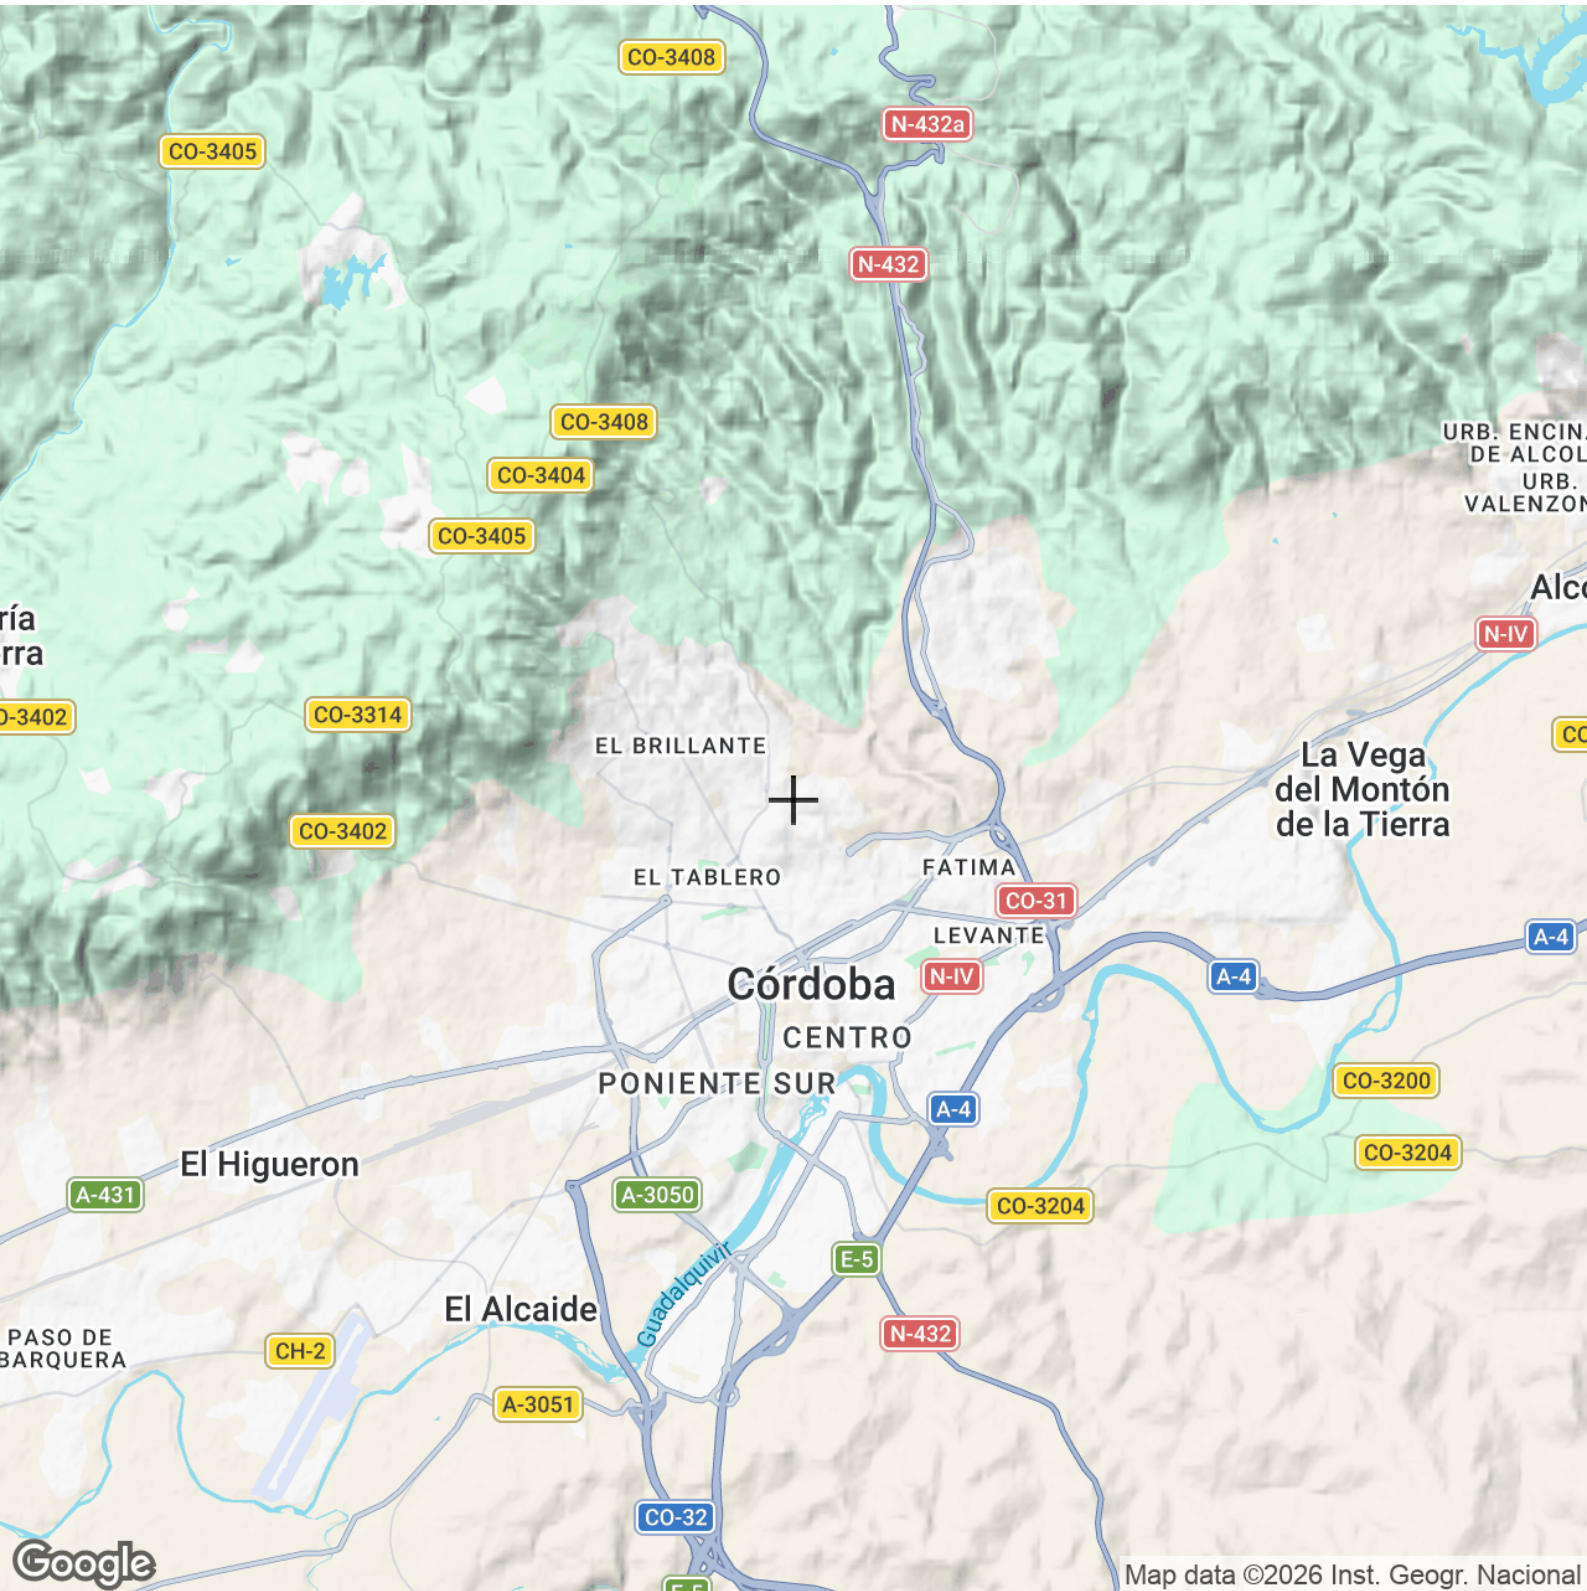 CO-3408
N-432a
CO-3405
N-432
CO-3408
URB. ENCIN
DE ALCOL
CO-3404
URB.
VALENZON
CO-3405
Alco
ría
rra
N-IV
O-3402
CO-3314
CO
EL BRILLANTE
La Vega
del Montón
de la Tierra
CO-3402
FATIMA
EL TABLERO
CO-31
LEVANTE
A-4
N-IV
A-4
Córdoba
CENTRO
PONIENTE SUR
CO-3200
A-4
CO-3204
El Higueron
A-431
A-3050
CO-3204
E-5
Guadalquivir
El Alcaide
N-432
PASO DE
BARQUERA
CH-2
A-3051
CO-32
Google
Map data ©2026 Inst. Geogr. Nacional
E-5